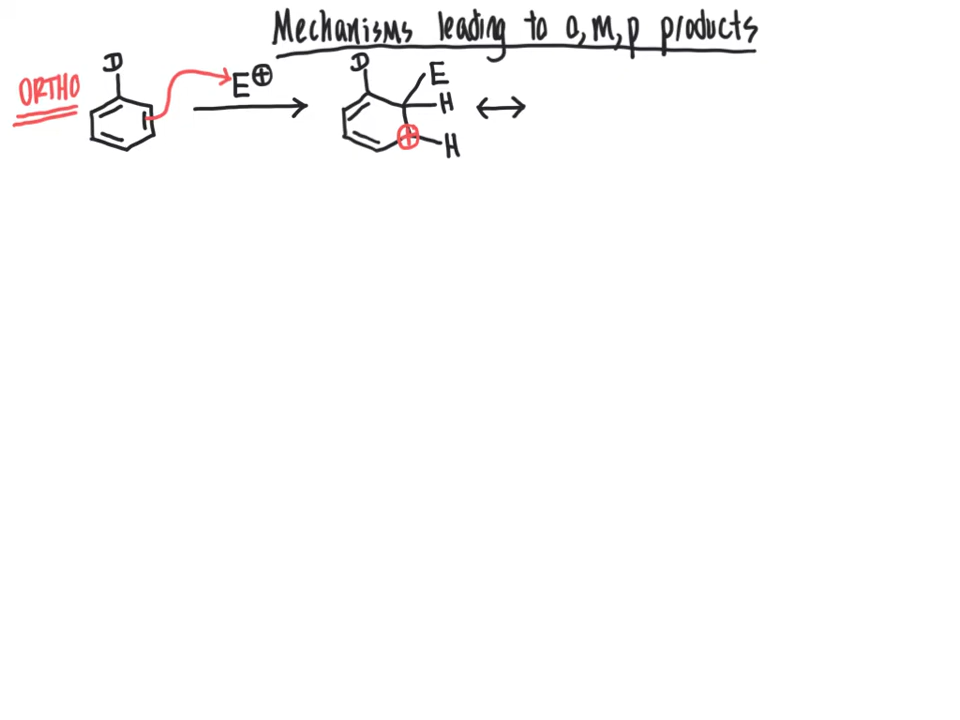 Mechanisms leading to o, m, p products
ORTHO
D
E⊕
D
E
H
⊕
H